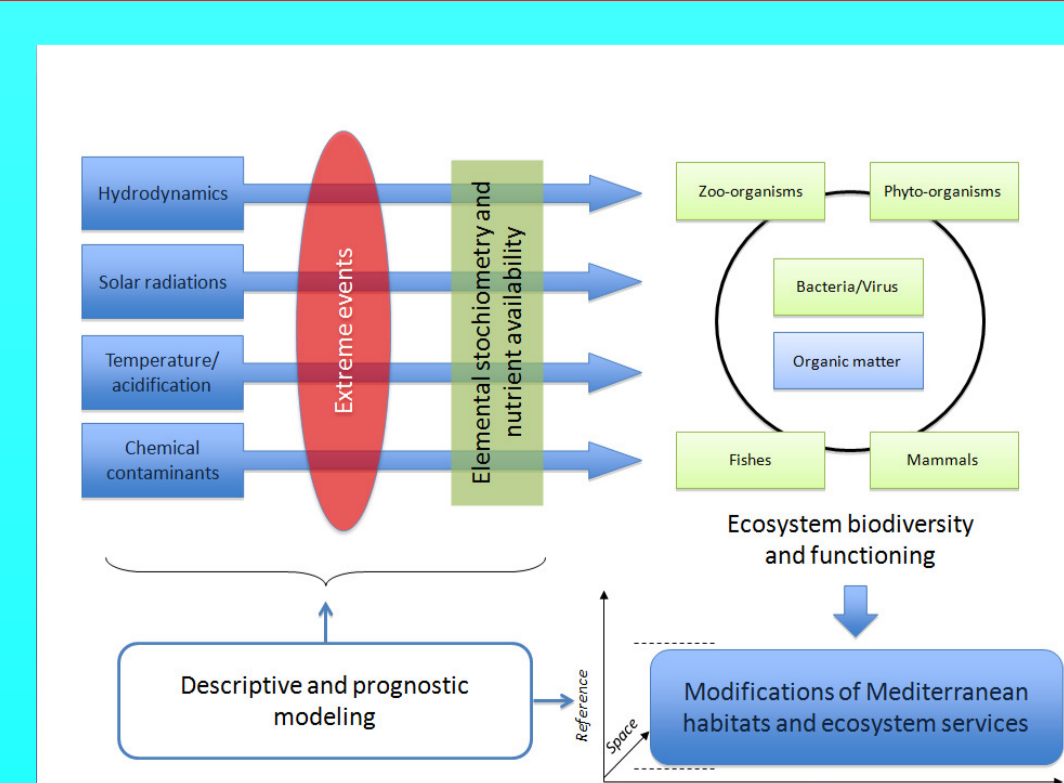 Hydrodynamics
Solar radiations
Temperature/
acidification
Chemical
contaminants
Extreme events
Elemental stochiometry and
nutrient availability
Zoo-organisms
Phyto-organisms
Bacteria/Virus
Organic matter
Fishes
Mammals
Ecosystem biodiversity
and functioning
Descriptive and prognostic
modeling
Reference
Space
Modifications of Mediterranean
habitats and ecosystem services